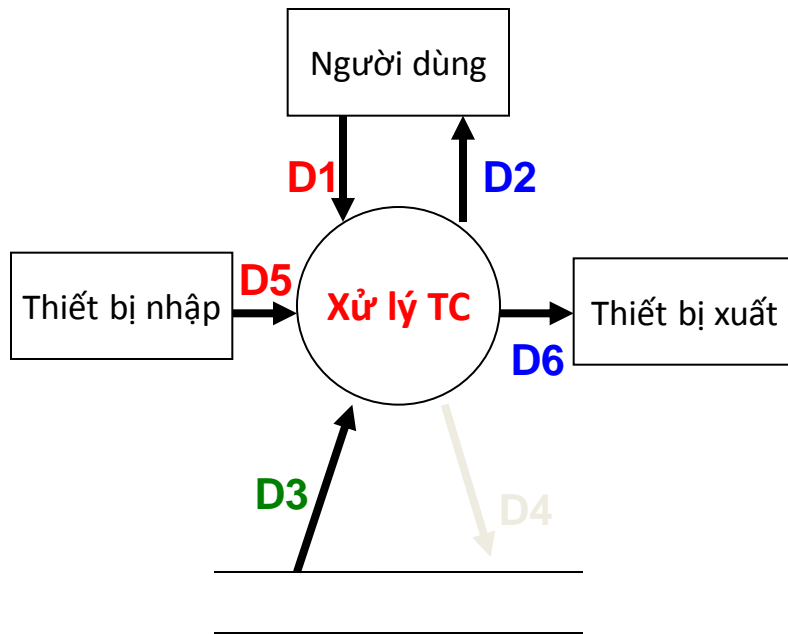 Người dùng
D1
D2
Thiết bị nhập
D5
Xử lý TC
D6
Thiết bị xuất
D3
D4